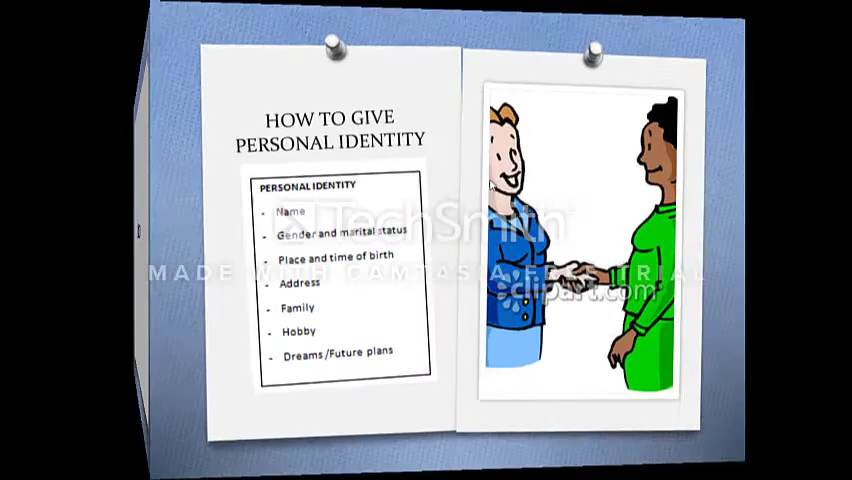 HOW TO GIVE
PERSONAL IDENTITY
PERSONAL IDENTITY
- Name
- Gender and marital status
- Place and time of birth
- Address
- Family
- Hobby
- Dreams/Future plans
TechSmith
MADE WITH CAMTASIA FREE TRIAL
clipart.com